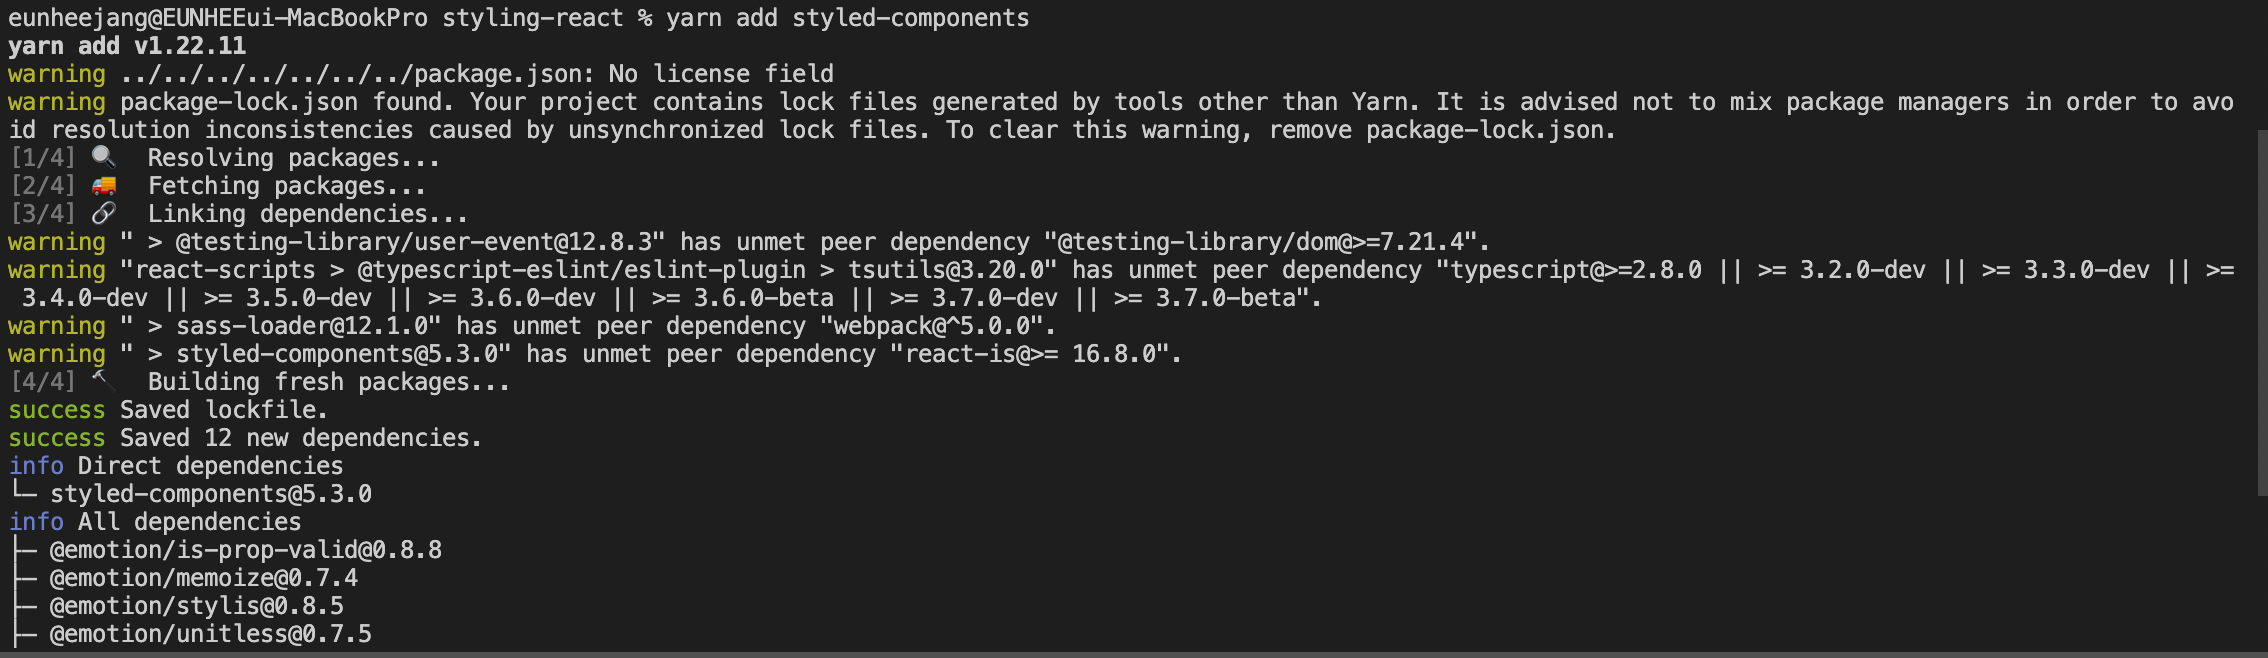 eunheejang@EUNHEEui-MacBookPro styling-react % yarn add styled-components
yarn add v1.22.11
warning ../../../../../../../package.json: No license field
warning package-lock.json found. Your project contains lock files generated by tools other than Yarn. It is advised not to mix package managers in order to avo
id resolution inconsistencies caused by unsynchronized lock files. To clear this warning, remove package-lock.json.
[1/4] 🔍  Resolving packages...
[2/4] 🚚  Fetching packages...
[3/4] 🔗  Linking dependencies...
warning " > @testing-library/user-event@12.8.3" has unmet peer dependency "@testing-library/dom@>=7.21.4".
warning "react-scripts > @typescript-eslint/eslint-plugin > tsutils@3.20.0" has unmet peer dependency "typescript@>=2.8.0 || >= 3.2.0-dev || >= 3.3.0-dev || >=
 3.4.0-dev || >= 3.5.0-dev || >= 3.6.0-dev || >= 3.6.0-beta || >= 3.7.0-dev || >= 3.7.0-beta".
warning " > sass-loader@12.1.0" has unmet peer dependency "webpack@^5.0.0".
warning " > styled-components@5.3.0" has unmet peer dependency "react-is@>= 16.8.0".
[4/4] 🔨  Building fresh packages...
success Saved lockfile.
success Saved 12 new dependencies.
info Direct dependencies
└─ styled-components@5.3.0
info All dependencies
├─ @emotion/is-prop-valid@0.8.8
├─ @emotion/memoize@0.7.4
├─ @emotion/stylis@0.8.5
├─ @emotion/unitless@0.7.5